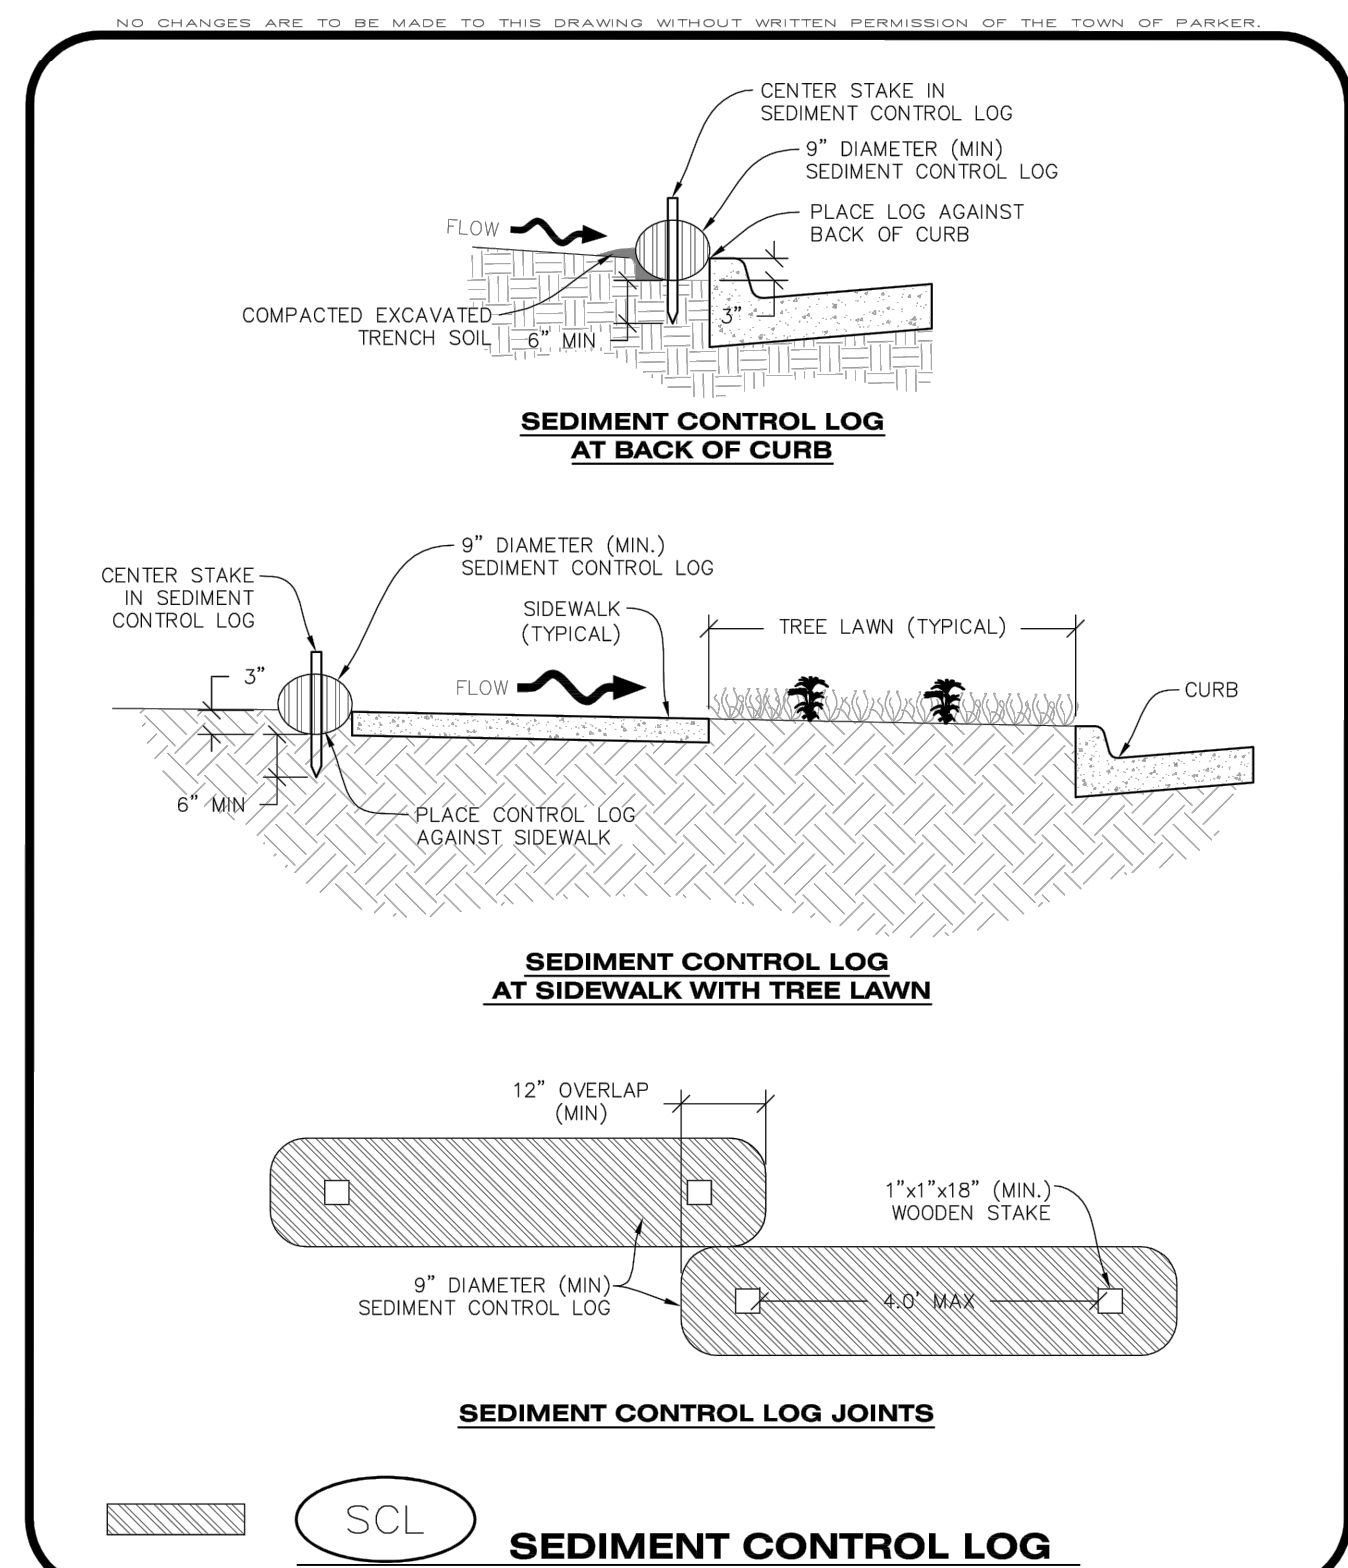 NO CHANGES ARE TO BE MADE TO THIS DRAWING WITHOUT WRITTEN PERMISSION OF THE TOWN OF PARKER.
CENTER STAKE IN
SEDIMENT CONTROL LOG
9” DIAMETER (MIN)
SEDIMENT CONTROL LOG
PLACE LOG AGAINST
BACK OF CURB
FLOW
COMPACTED EXCAVATED
TRENCH SOIL
6” MIN
3”
SEDIMENT CONTROL LOG
AT BACK OF CURB
9” DIAMETER (MIN.)
SEDIMENT CONTROL LOG
CENTER STAKE
IN SEDIMENT
CONTROL LOG
SIDEWALK
(TYPICAL)
TREE LAWN (TYPICAL)
3”
FLOW
CURB
6” MIN
PLACE CONTROL LOG
AGAINST SIDEWALK
SEDIMENT CONTROL LOG
AT SIDEWALK WITH TREE LAWN
12” OVERLAP
(MIN)
1”x1”x18” (MIN.)
WOODEN STAKE
9” DIAMETER (MIN)
SEDIMENT CONTROL LOG
4.0’ MAX
SEDIMENT CONTROL LOG JOINTS
SCL
SEDIMENT CONTROL LOG